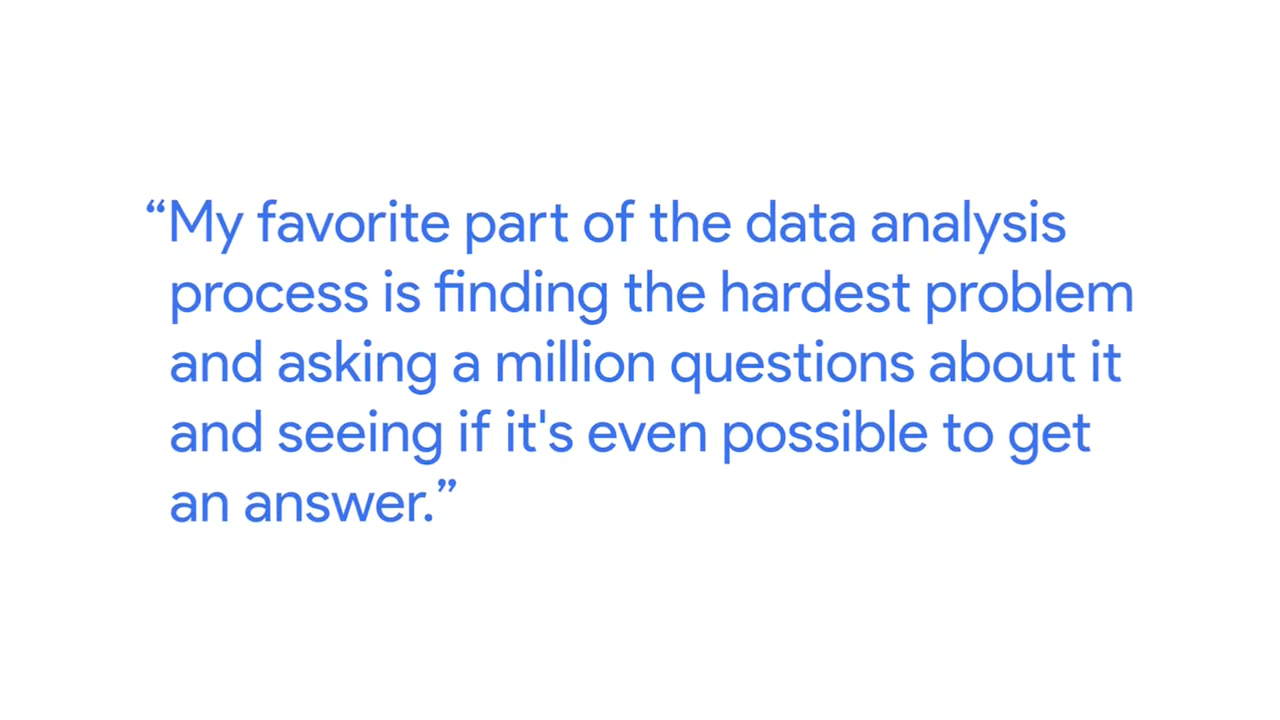 “My favorite part of the data analysis
process is finding the hardest problem
and asking a million questions about it
and seeing if it's even possible to get
an answer.”